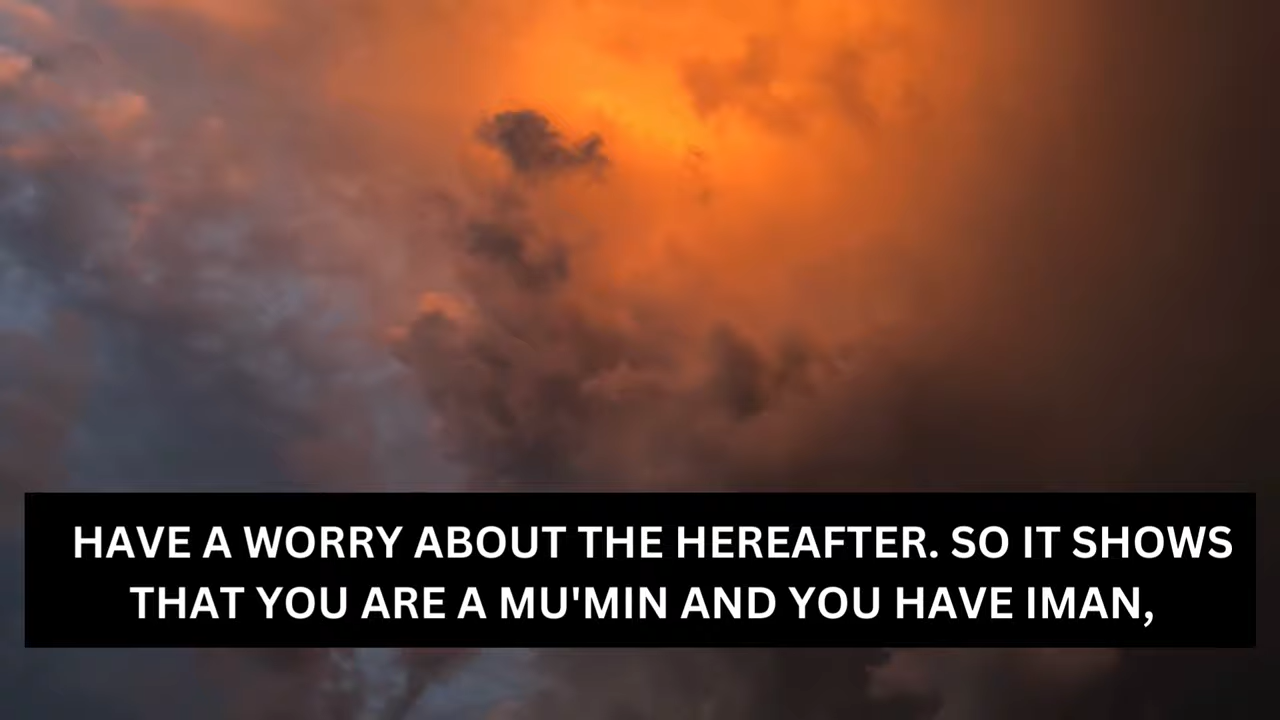 HAVE A WORRY ABOUT THE HEREAFTER. SO IT SHOWS
THAT YOU ARE A MU'MIN AND YOU HAVE IMAN,